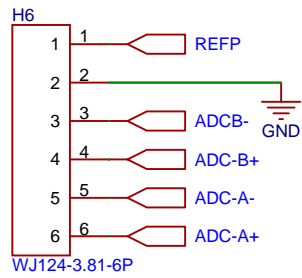 H6
1 1 REFP
2 2
GND
3 3 ADCB-
4 4 ADC-B+
5 5 ADC-A-
6 6 ADC-A+
WJ124-3.81-6P